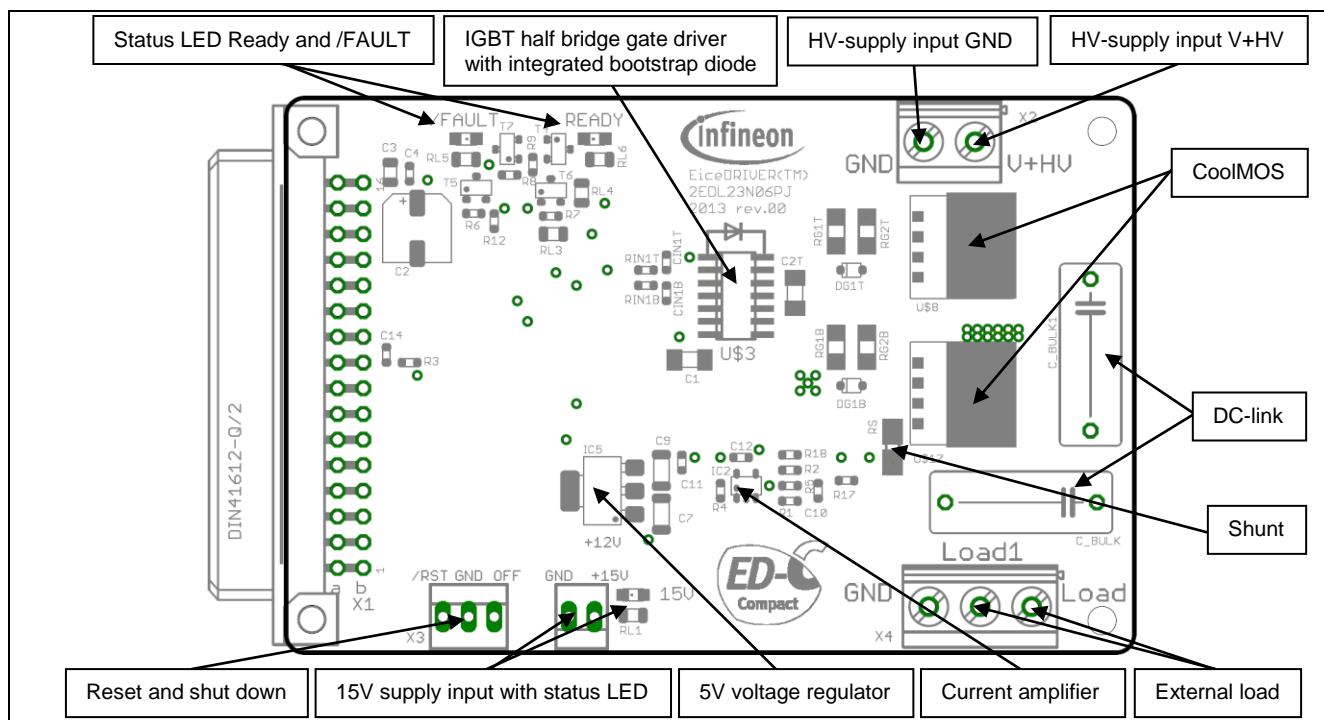 Status LED Ready and /FAULT
IGBT half bridge gate driver
with integrated bootstrap diode
HV-supply input GND
HV-supply input V+HV
/FAULT
READY
T7
R9
X2
C3
C4
RL5
RL6
infineon
GND
V+HV
T5
R8
T6
RL4
EiceDRIVER(TM)
2EDL23N06PJ
2013 rev.00
CoolMOS
R6
R12
R7
RL3
C2
RG1T
RG2T
RIN1T
CIN1T
C2T
DG1T
RIN1B
CIN1B
U$8
C14
R3
U$3
C1
RG1B
RG2B
DG1B
C_BULK1
DC-link
RS
U$17
DIN41612-Q/2
IC5
C9
C11
C12
IC2
R18
R2
R5
R17
R4
R1
C10
C7
+12V
C_BULK
Shunt
ED-C
Compact
Load1
/RST GND OFF
GND +15V
15V
GND
Load
a b
1
X1
X3
RL1
X4
Reset and shut down
15V supply input with status LED
5V voltage regulator
Current amplifier
External load